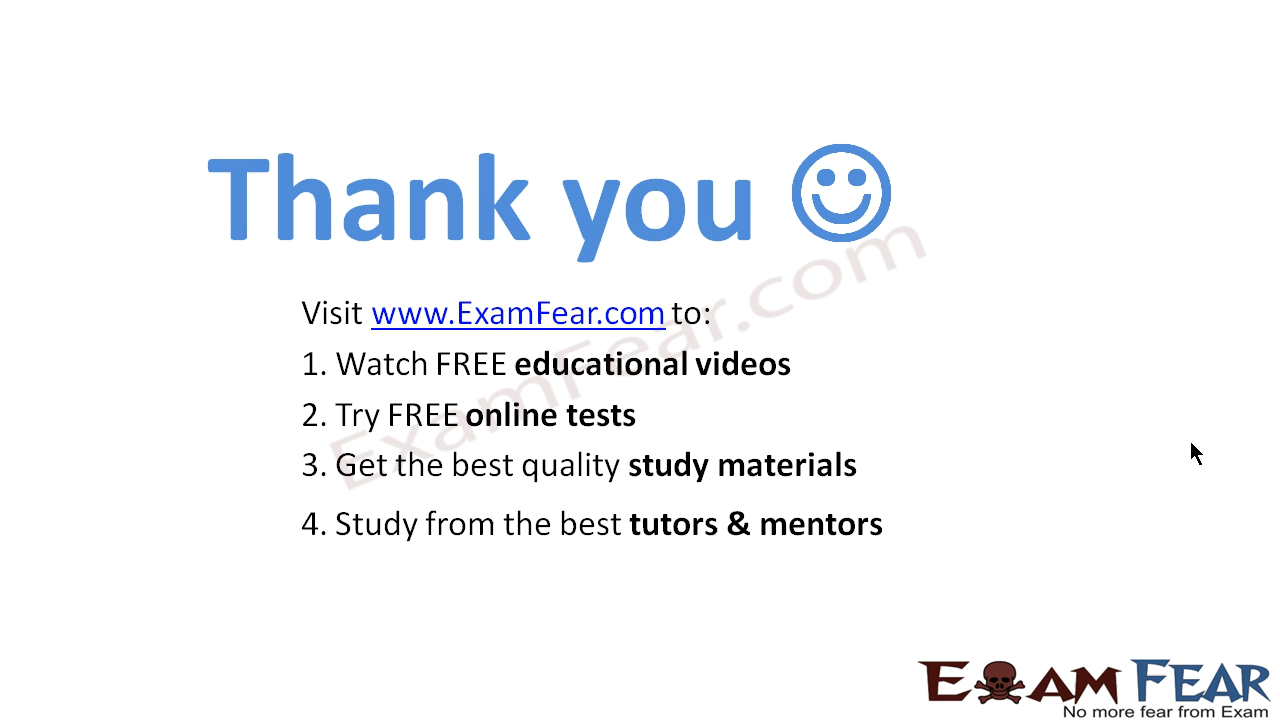 Thank you
Visit www.ExamFear.com to:
1. Watch FREE educational videos
2. Try FREE online tests
3. Get the best quality study materials
4. Study from the best tutors & mentors
ExamFear.com
EXAM FEAR
No more fear from Exam